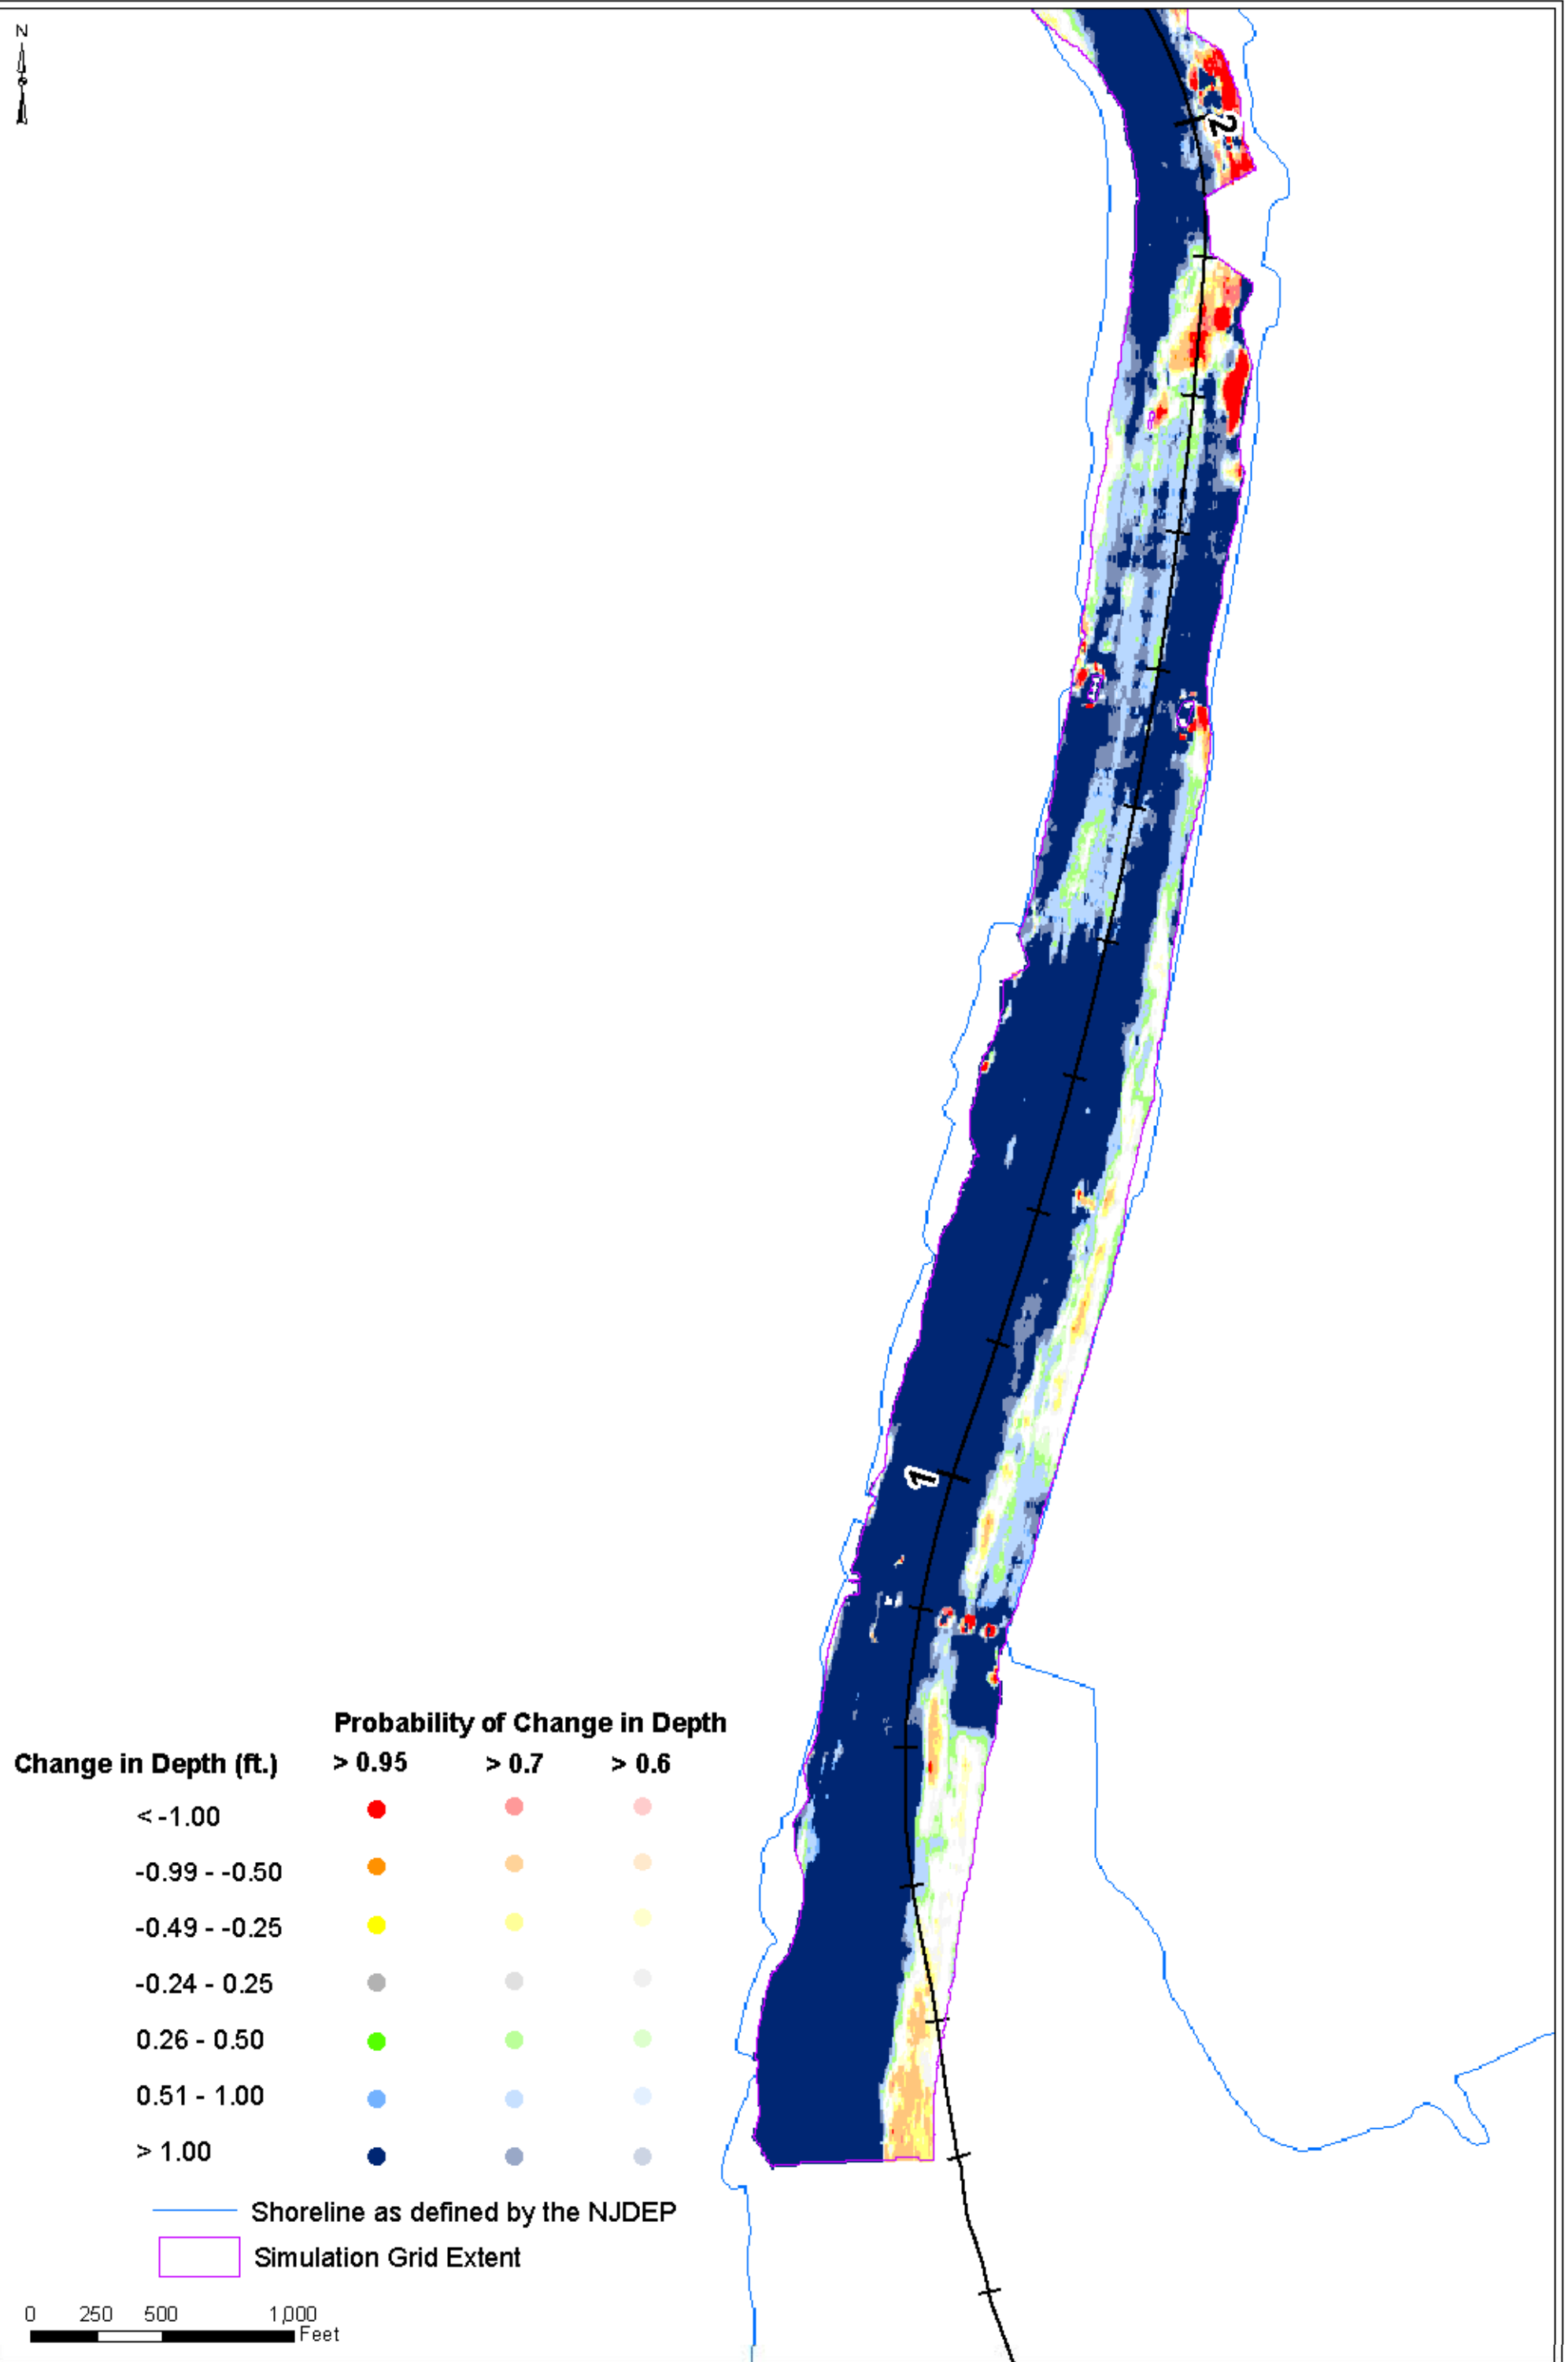 N
2
1
Probability of Change in Depth
Change in Depth (ft.) > 0.95 > 0.7 > 0.6
< -1.00
-0.99 - -0.50
-0.49 - -0.25
-0.24 - 0.25
0.26 - 0.50
0.51 - 1.00
> 1.00
Shoreline as defined by the NJDEP
Simulation Grid Extent
0 250 500 1,000
Feet